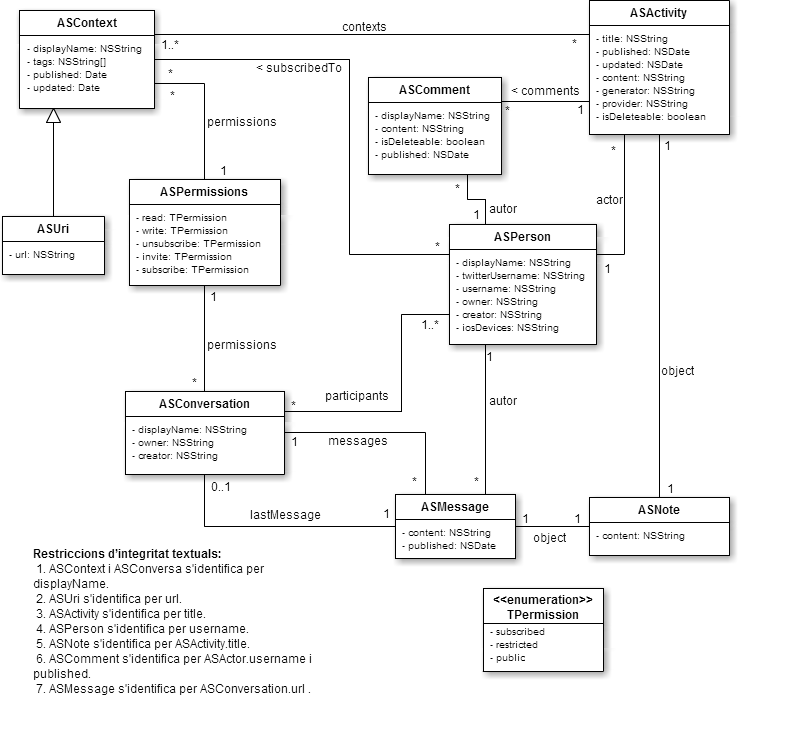 ASContext
- displayName: NSString
- tags: NSString[]
- published: Date
- updated: Date
contexts
1..*
*
ASActivity
- title: NSString
- published: NSDate
- updated: NSDate
- content: NSString
- generator: NSString
- provider: NSString
- isDeleteable: boolean
< subscribedTo
*
*
ASComment
- displayName: NSString
- content: NSString
- isDeleteable: boolean
- published: NSDate
< comments
*
1
permissions
1
*
1
*
ASPermissions
- read: TPermission
- write: TPermission
- unsubscribe: TPermission
- invite: TPermission
- subscribe: TPermission
autor
1
actor
ASUri
- url: NSString
*
ASPerson
- displayName: NSString
- twitterUsername: NSString
- username: NSString
- owner: NSString
- creator: NSString
- iosDevices: NSString
1
1
1..*
permissions
1
object
*
participants
*
autor
ASConversation
- displayName: NSString
- owner: NSString
- creator: NSString
1
messages
*
*
0..1
lastMessage
1
ASMessage
- content: NSString
- published: NSDate
1
object
1
1
ASNote
- content: NSString
Restriccions d'integritat textuals:
1. ASContext i ASConversa s'identifica per
displayName.
2. ASUri s'identifica per url.
3. ASActivity s'identifica per title.
4. ASPerson s'identifica per username.
5. ASNote s'identifica per ASActivity.title.
6. ASComment s'identifica per ASActor.username i
published.
7. ASMessage s'identifica per ASConversation.url .
<<enumeration>>
TPermission
- subscribed
- restricted
- public